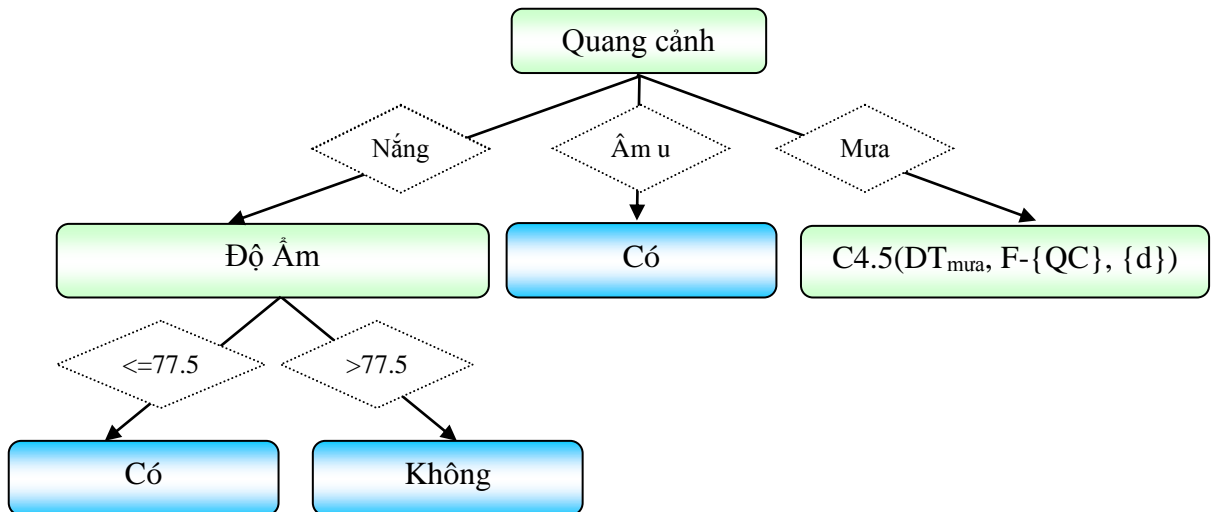 Quang cảnh
Nắng
Âm u
Mưa
Độ Ẩm
Có
C4.5(DTmưa, F-{QC}, {d})
<=77.5
>77.5
Có
Không